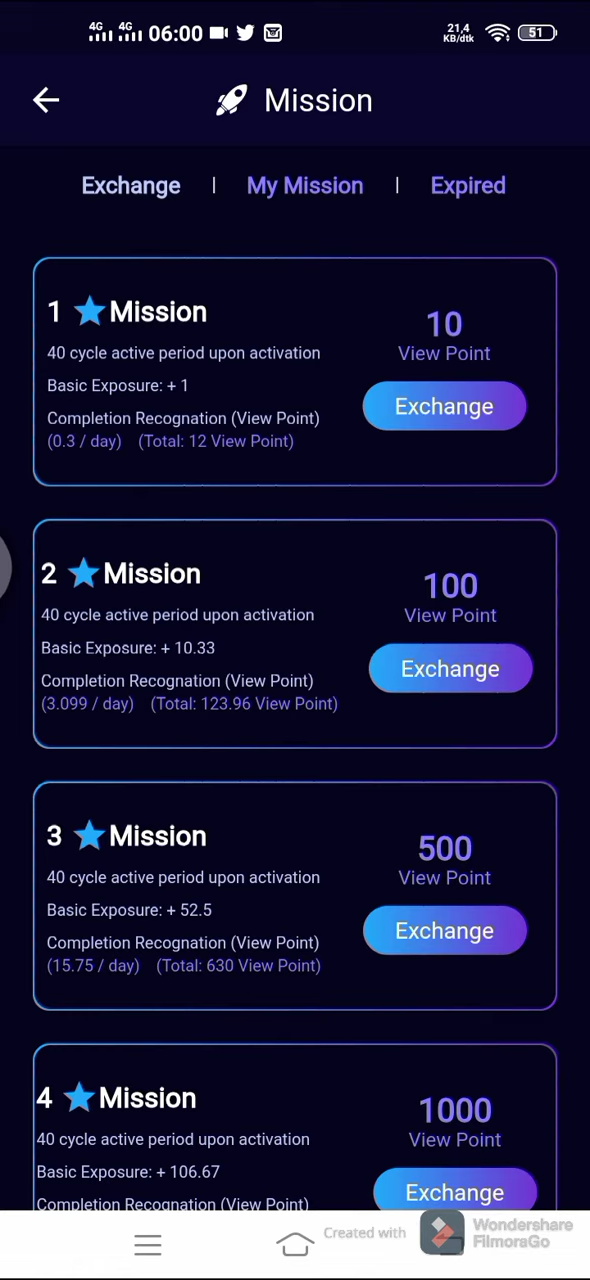 4G 4G 06:00 21,4 KB/dtk 51
Mission
Exchange | My Mission | Expired
1 Mission
10
View Point
40 cycle active period upon activation
Basic Exposure: + 1
Exchange
Completion Recognation (View Point)
(0.3 / day) (Total: 12 View Point)
2 Mission
100
View Point
40 cycle active period upon activation
Basic Exposure: + 10.33
Exchange
Completion Recognation (View Point)
(3.099 / day) (Total: 123.96 View Point)
3 Mission
500
View Point
40 cycle active period upon activation
Basic Exposure: + 52.5
Exchange
Completion Recognation (View Point)
(15.75 / day) (Total: 630 View Point)
4 Mission
1000
View Point
40 cycle active period upon activation
Basic Exposure: + 106.67
Exchange
Completion Recognation (View Point)
Created with
Wondershare
FilmoraGo